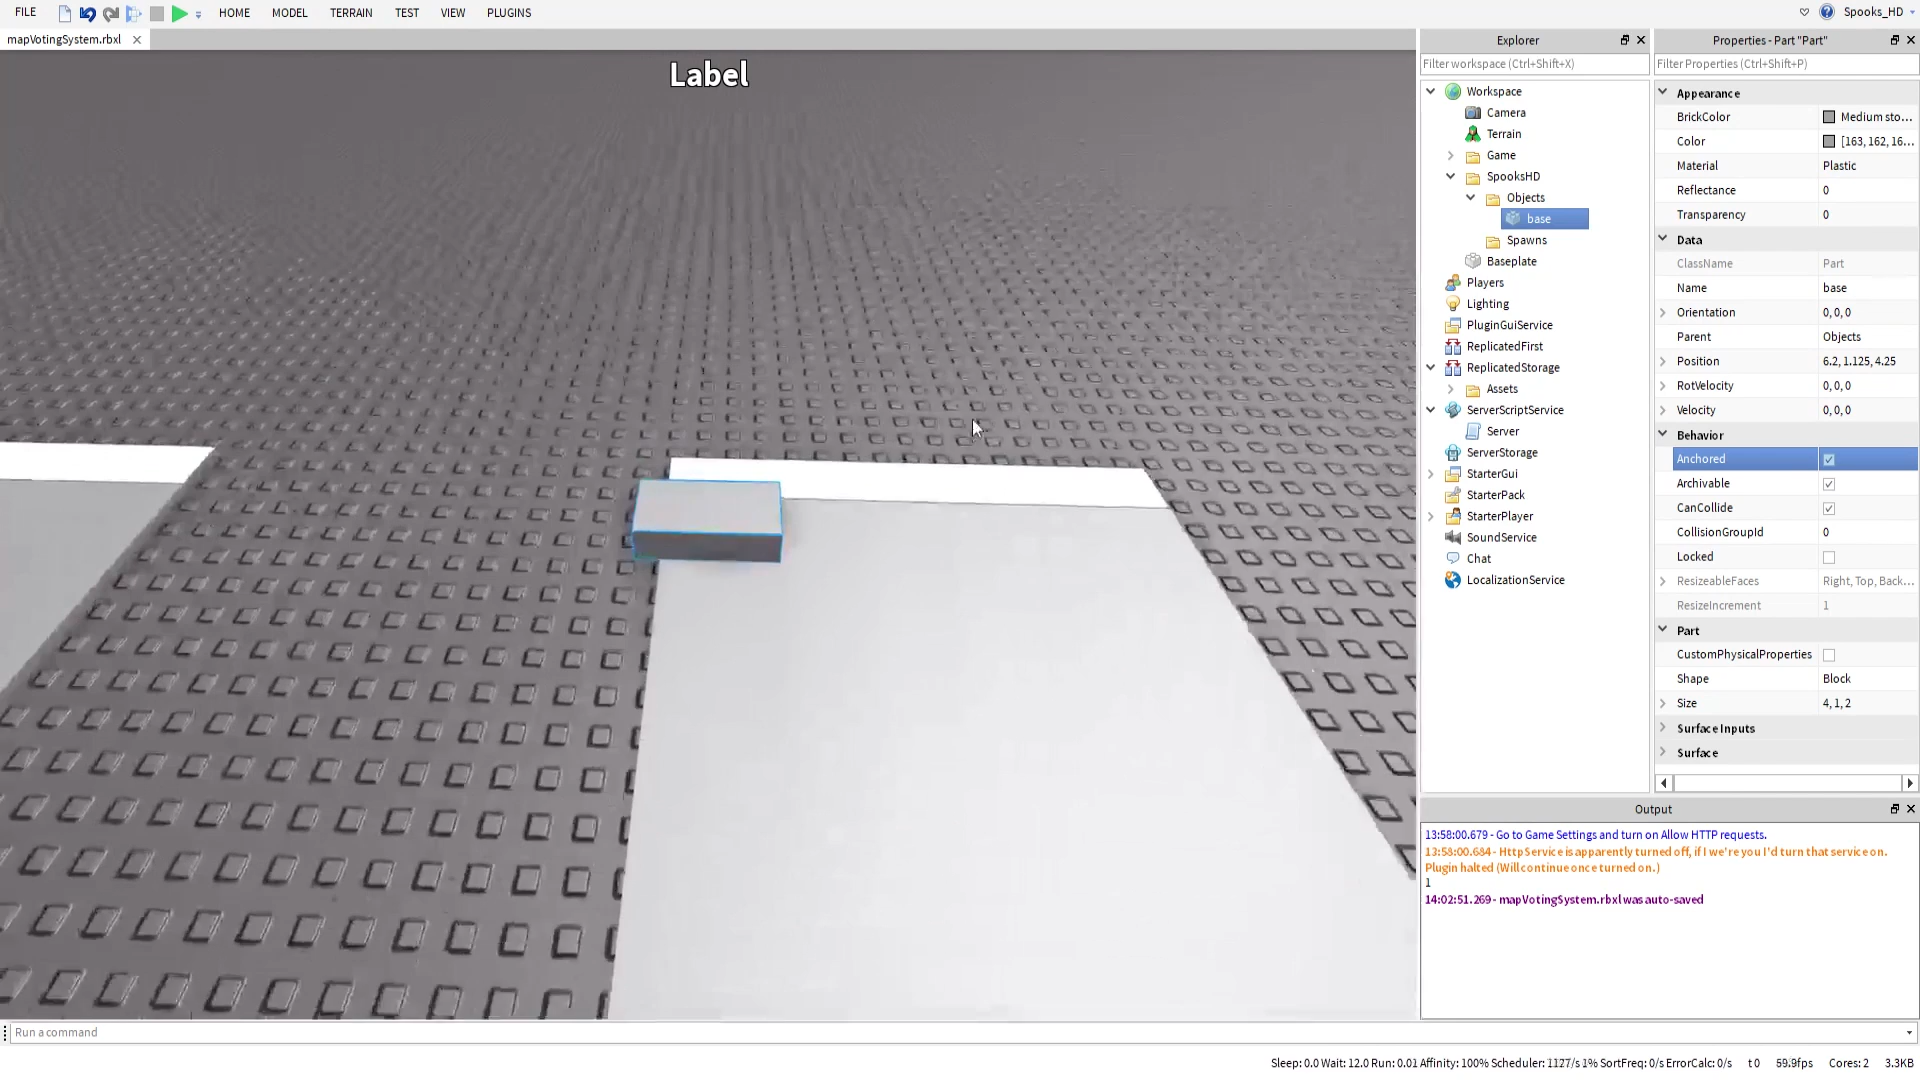 FILE HOME MODEL TERRAIN TEST VIEW PLUGINS Spooks_HD
mapVotingSystem.rbxl
Label
Explorer
Filter workspace (Ctrl+Shift+X)
Workspace
Camera
Terrain
Game
SpooksHD
Objects
base
Spawns
Baseplate
Players
Lighting
PluginGuiService
ReplicatedFirst
ReplicatedStorage
Assets
ServerScriptService
Server
ServerStorage
StarterGui
StarterPack
StarterPlayer
SoundService
Chat
LocalizationService
Properties - Part "Part"
Filter Properties (Ctrl+Shift+P)
Appearance
BrickColor Medium sto...
Color [163, 162, 16...
Material Plastic
Reflectance 0
Transparency 0
Data
ClassName Part
Name base
Orientation 0, 0, 0
Parent Objects
Position 6.2, 1.125, 4.25
RotVelocity 0, 0, 0
Velocity 0, 0, 0
Behavior
Anchored
Archivable
CanCollide
CollisionGroupId 0
Locked
ResizeableFaces Right, Top, Back...
ResizeIncrement 1
Part
CustomPhysicalProperties
Shape Block
Size 4, 1, 2
Surface Inputs
Surface
Output
13:58:00.679 - Go to Game Settings and turn on Allow HTTP requests.
13:58:00.684 - HttpService is apparently turned off, if I we're you I'd turn that service on.
Plugin halted (Will continue once turned on.)
1
14:02:51.269 - mapVotingSystem.rbxl was auto-saved
Run a command
Sleep: 0.0 Wait: 12.0 Run: 0.01 Affinity: 100% Scheduler: 1127/s 1% SortFreq: 0/s ErrorCalc: 0/s t 0 59.9fps Cores: 2 3.3KB